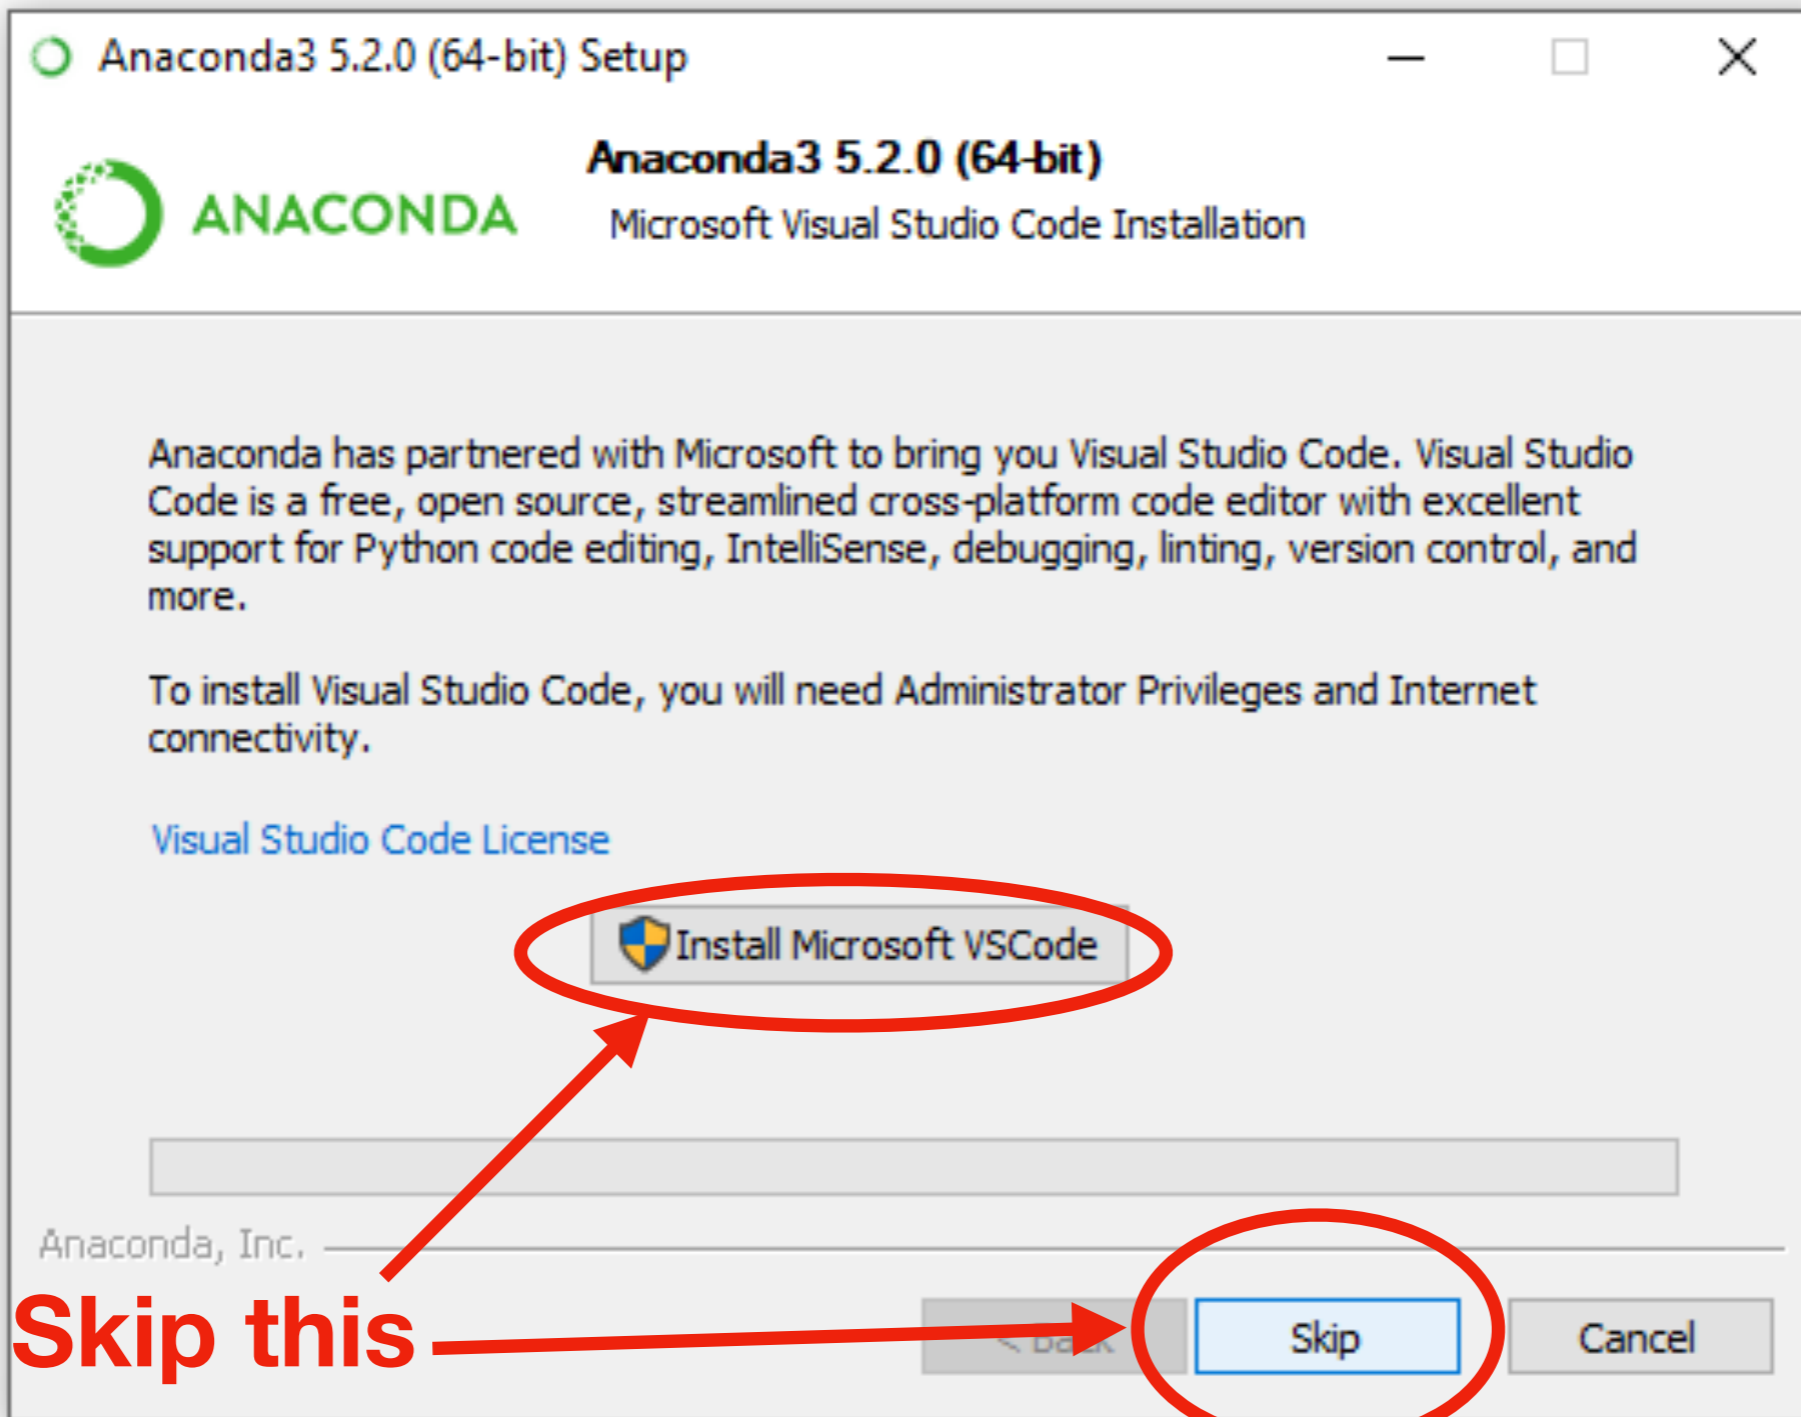 Anaconda3 5.2.0 (64-bit) Setup
Anaconda3 5.2.0 (64-bit)
ANACONDA
Microsoft Visual Studio Code Installation
Anaconda has partnered with Microsoft to bring you Visual Studio Code. Visual Studio
Code is a free, open source, streamlined cross-platform code editor with excellent
support for Python code editing, IntelliSense, debugging, linting, version control, and
more.
To install Visual Studio Code, you will need Administrator Privileges and Internet
connectivity.
Visual Studio Code License
Install Microsoft VSCode
Anaconda, Inc.
Skip this
< Back
Skip
Cancel